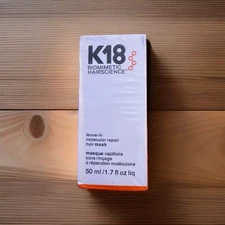 K18
BIOMIMETIC
HAIRSCIENCE
leave-in
molecular repair
hair mask
masque capillaire
sans rinçage
à réparation moléculaire
50 ml/1.7 fl oz liq